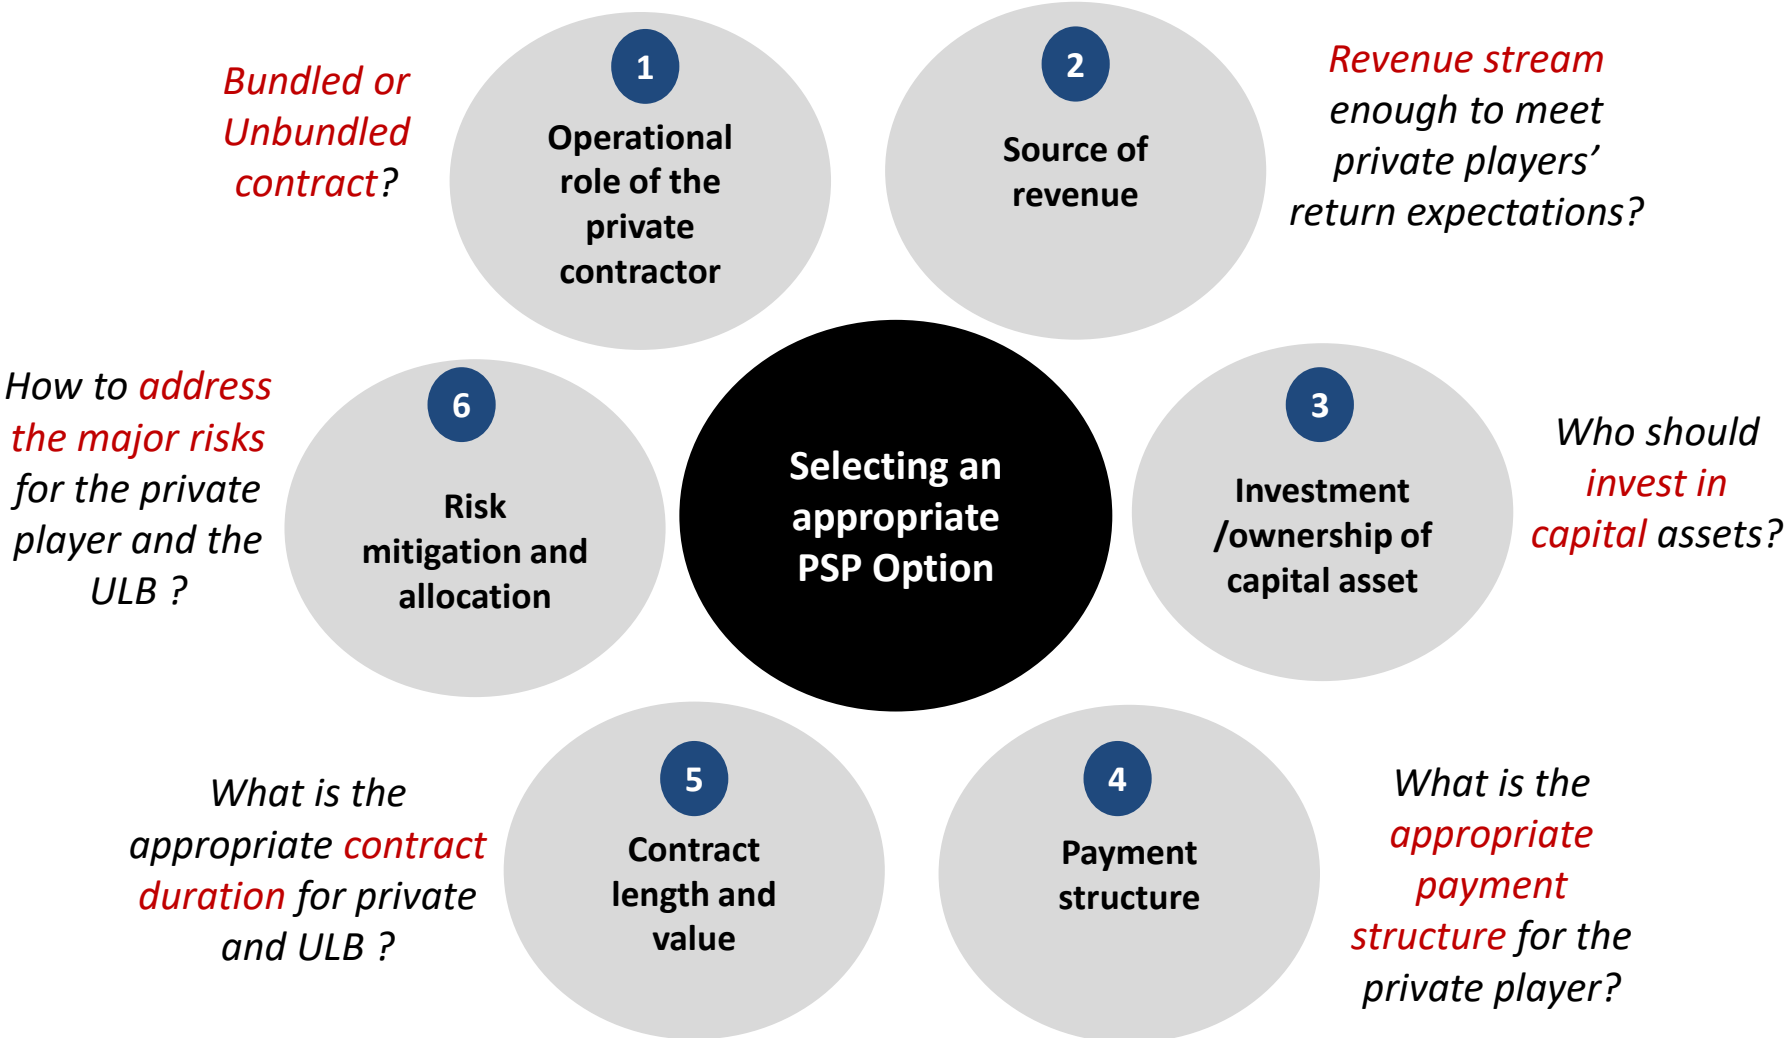 Bundled or
Unbundled
contract?
1
Operational
role of the
private
contractor
2
Source of
revenue
Revenue stream
enough to meet
private players’
return expectations?
How to address
the major risks
for the private
player and the
ULB ?
6
Risk
mitigation and
allocation
Selecting an
appropriate
PSP Option
3
Investment
/ownership of
capital asset
Who should
invest in
capital assets?
What is the
appropriate contract
duration for private
and ULB ?
5
Contract
length and
value
4
Payment
structure
What is the
appropriate
payment
structure for the
private player?